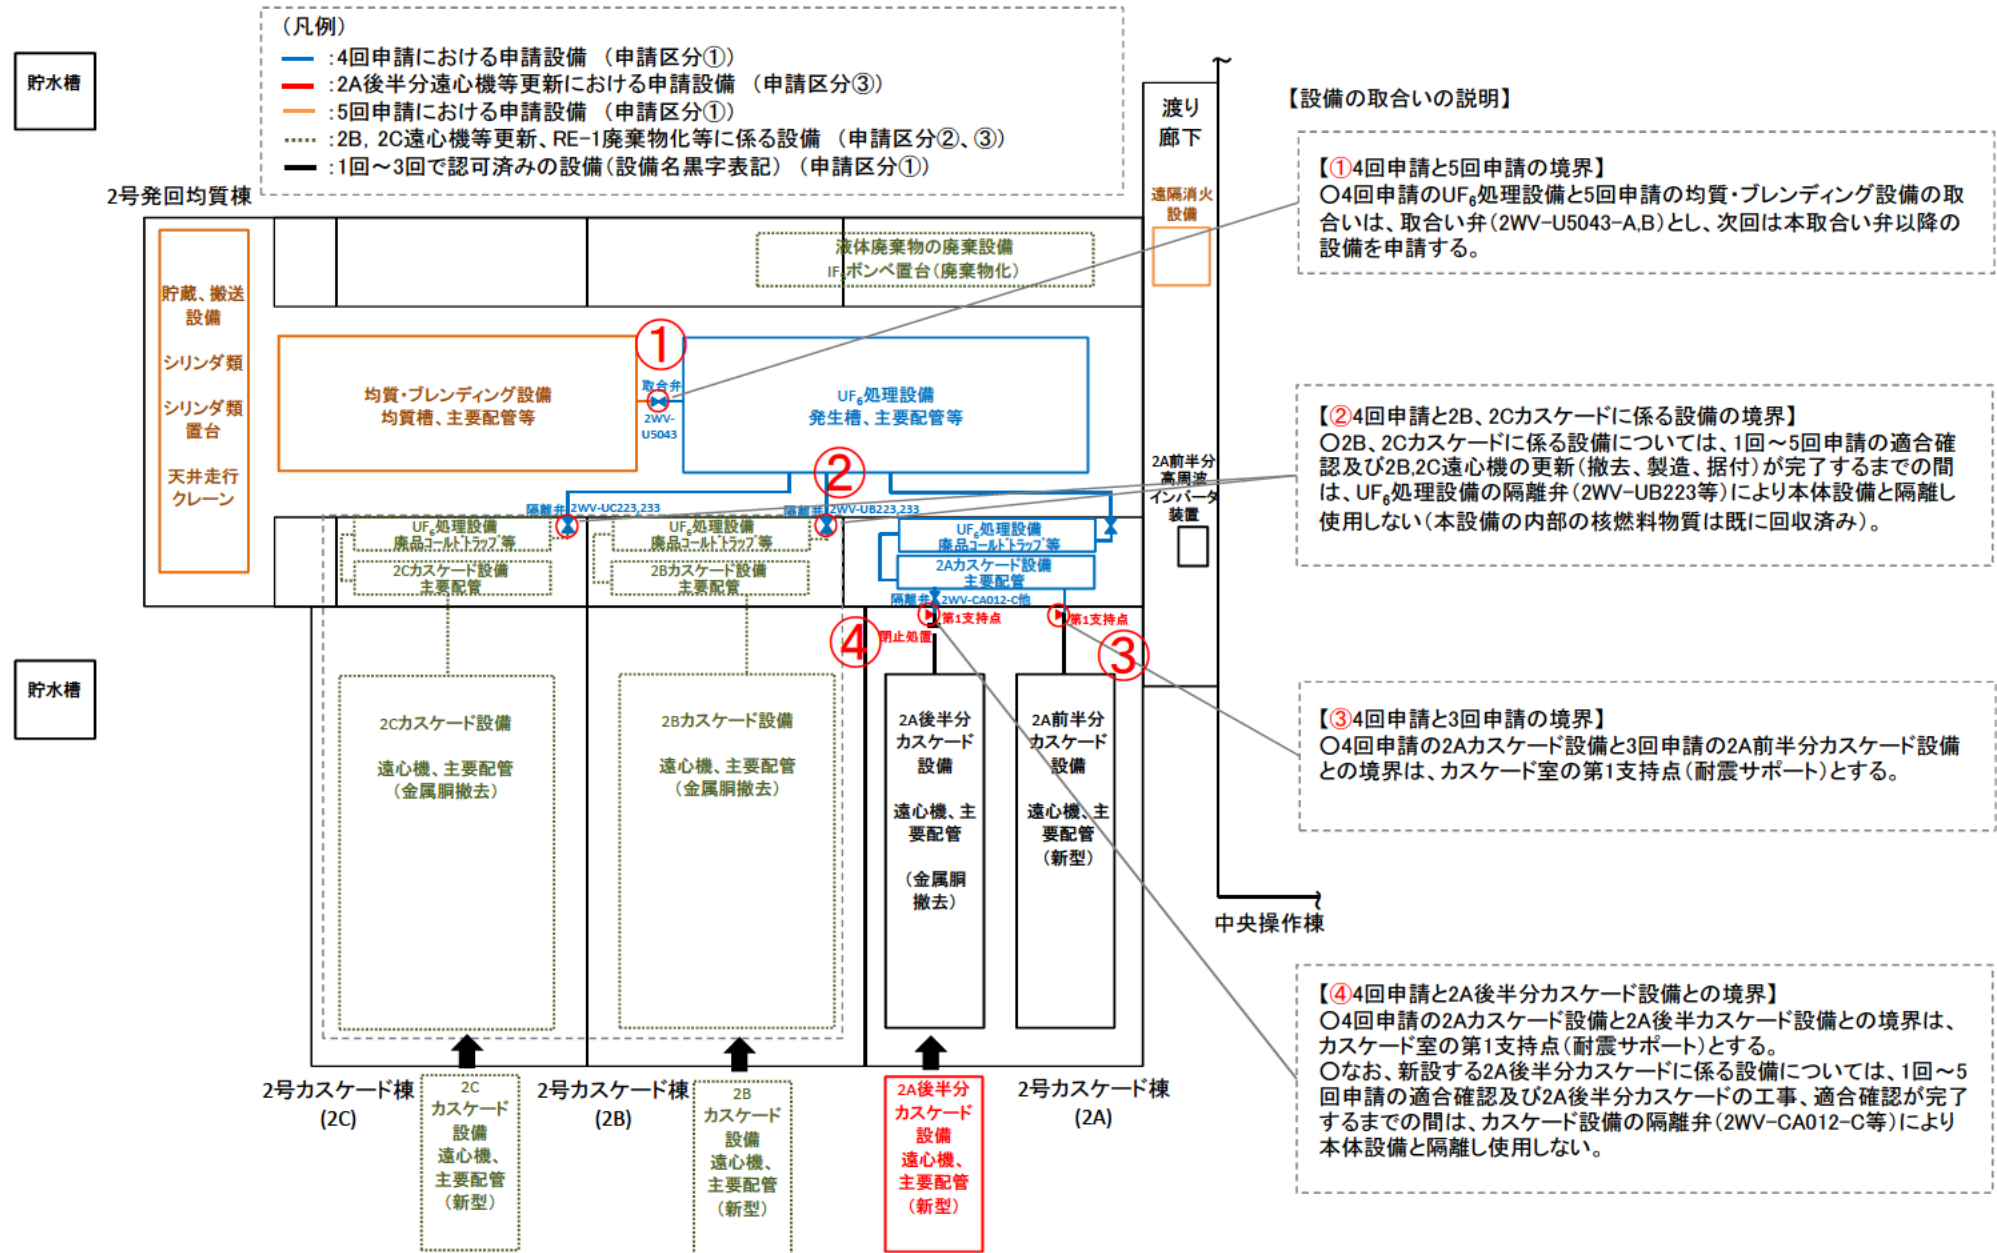 （凡例）
:4回申請における申請設備 （申請区分①）
:2A後半分遠心機等更新における申請設備 （申請区分③）
:5回申請における申請設備 （申請区分①）
:2B, 2C遠心機等更新、RE-1廃棄物化等に係る設備 （申請区分②、③）
:1回～3回で認可済みの設備(設備名黒字表記) （申請区分①）
貯水槽
2号発回均質棟
貯蔵、搬送
設備
シリンダ類
シリンダ類
置台
天井走行
クレーン
液体廃棄物の廃棄設備
IF₇ボンベ置台(廃棄物化)
渡り
廊下
遠隔消火
設備
均質・ブレンディング設備
均質槽、主要配管等
①
取合弁
2WV-
U5043
UF₆処理設備
発生槽、主要配管等
②
隔離弁 2WV-UC223,233
隔離弁 2WV-UB223,233
UF₆処理設備
廃品コールドトラップ等
2Cカスケード設備
主要配管
UF₆処理設備
廃品コールドトラップ等
2Bカスケード設備
主要配管
UF₆処理設備
廃品コールドトラップ等
2Aカスケード設備
主要配管
隔離弁 2WV-CA012-C他
第1支持点
第1支持点
閉止処置
④
③
2A前半分
高周波
インバータ
装置
貯水槽
2Cカスケード設備
遠心機、主要配管
(金属胴撤去)
2Bカスケード設備
遠心機、主要配管
(金属胴撤去)
2A後半分
カスケード
設備
遠心機、主
要配管
(金属胴
撤去)
2A前半分
カスケード
設備
遠心機、主
要配管
(新型)
中央操作棟
2号カスケード棟
(2C)
2号カスケード棟
(2B)
2号カスケード棟
(2A)
2C
カスケード
設備
遠心機、
主要配管
(新型)
2B
カスケード
設備
遠心機、
主要配管
(新型)
2A後半分
カスケード
設備
遠心機、
主要配管
(新型)
【設備の取合いの説明】
【①4回申請と5回申請の境界】
○4回申請のUF₆処理設備と5回申請の均質・ブレンディング設備の取
合いは、取合い弁(2WV-U5043-A,B)とし、次回は本取合い弁以降の
設備を申請する。
【②4回申請と2B、2Cカスケードに係る設備の境界】
○2B、2Cカスケードに係る設備については、1回～5回申請の適合確
認及び2B,2C遠心機の更新(撤去、製造、据付)が完了するまでの間
は、UF₆処理設備の隔離弁(2WV-UB223等)により本体設備と隔離し
使用しない(本設備の内部の核燃料物質は既に回収済み)。
【③4回申請と3回申請の境界】
○4回申請の2Aカスケード設備と3回申請の2A前半分カスケード設備
との境界は、カスケード室の第1支持点(耐震サポート)とする。
【④4回申請と2A後半分カスケード設備との境界】
○4回申請の2Aカスケード設備と2A後半カスケード設備との境界は、
カスケード室の第1支持点(耐震サポート)とする。
○なお、新設する2A後半分カスケードに係る設備については、1回～5
回申請の適合確認及び2A後半分カスケードの工事、適合確認が完了
するまでの間は、カスケード設備の隔離弁(2WV-CA012-C等)により
本体設備と隔離し使用しない。